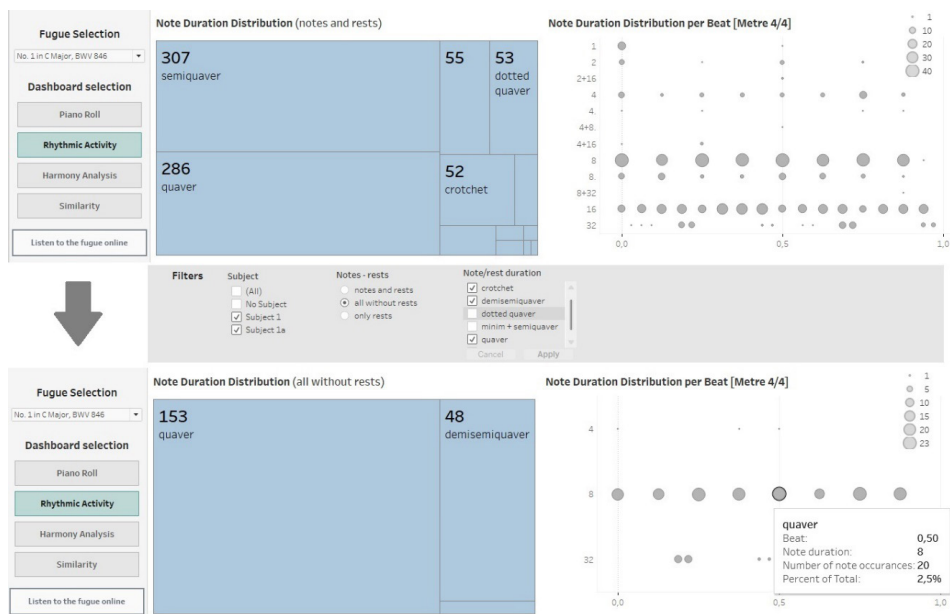 Fugue Selection
No. 1 in C Major, BWV 846
Dashboard selection
Piano Roll
Rhythmic Activity
Harmony Analysis
Similarity
Listen to the fugue online
Note Duration Distribution (notes and rests)
307
semiquaver
55
53
dotted
quaver
286
quaver
52
crotchet
Note Duration Distribution per Beat [Metre 4/4]
1
10
20
30
40
1
2
2+16
4
4.
4+8.
4+16
8
8.
8+32
16
32
0,0
0,5
1,0
Filters
Subject
(All)
No Subject
Subject 1
Subject 1a
Notes - rests
notes and rests
all without rests
only rests
Note/rest duration
crotchet
demisemiquaver
dotted quaver
minim + semiquaver
quaver
Cancel Apply
Fugue Selection
No. 1 in C Major, BWV 846
Dashboard selection
Piano Roll
Rhythmic Activity
Harmony Analysis
Similarity
Listen to the fugue online
Note Duration Distribution (all without rests)
153
quaver
48
demisemiquaver
Note Duration Distribution per Beat [Metre 4/4]
1
5
10
15
20
23
4
8
32
quaver
Beat: 0,50
Note duration: 8
Number of note occurances: 20
Percent of Total: 2,5%
0,0
0,5
1,0